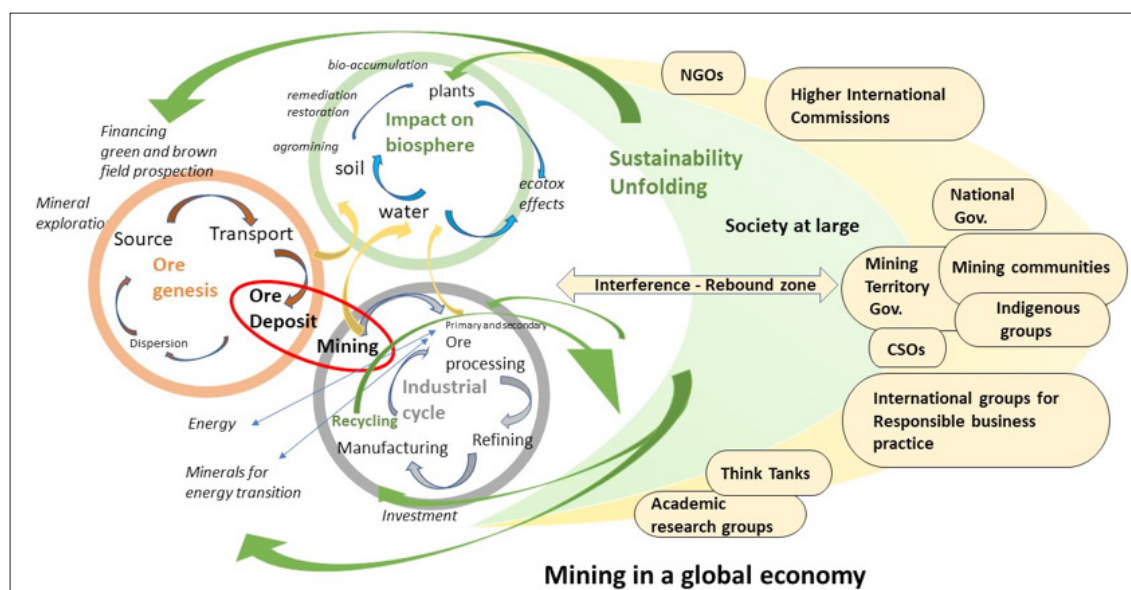 bio-accumulation
plants
remediation
restoration
Impact on
biosphere
agromining
soil
water
ecotox
effects
Financing
green and brown
field prospection
Mineral
exploration
Source
Transport
Ore
genesis
Ore
Deposit
Dispersion
Mining
Primary and secondary
Ore
processing
Industrial
cycle
Recycling
Manufacturing
Refining
Energy
Minerals for
energy transition
Investment
Sustainability
Unfolding
Society at large
Interference - Rebound zone
NGOs
Higher International
Commissions
National
Gov.
Mining
Territory
Gov.
Mining communities
Indigenous
groups
CSOs
International groups for
Responsible business
practice
Think Tanks
Academic
research groups
Mining in a global economy